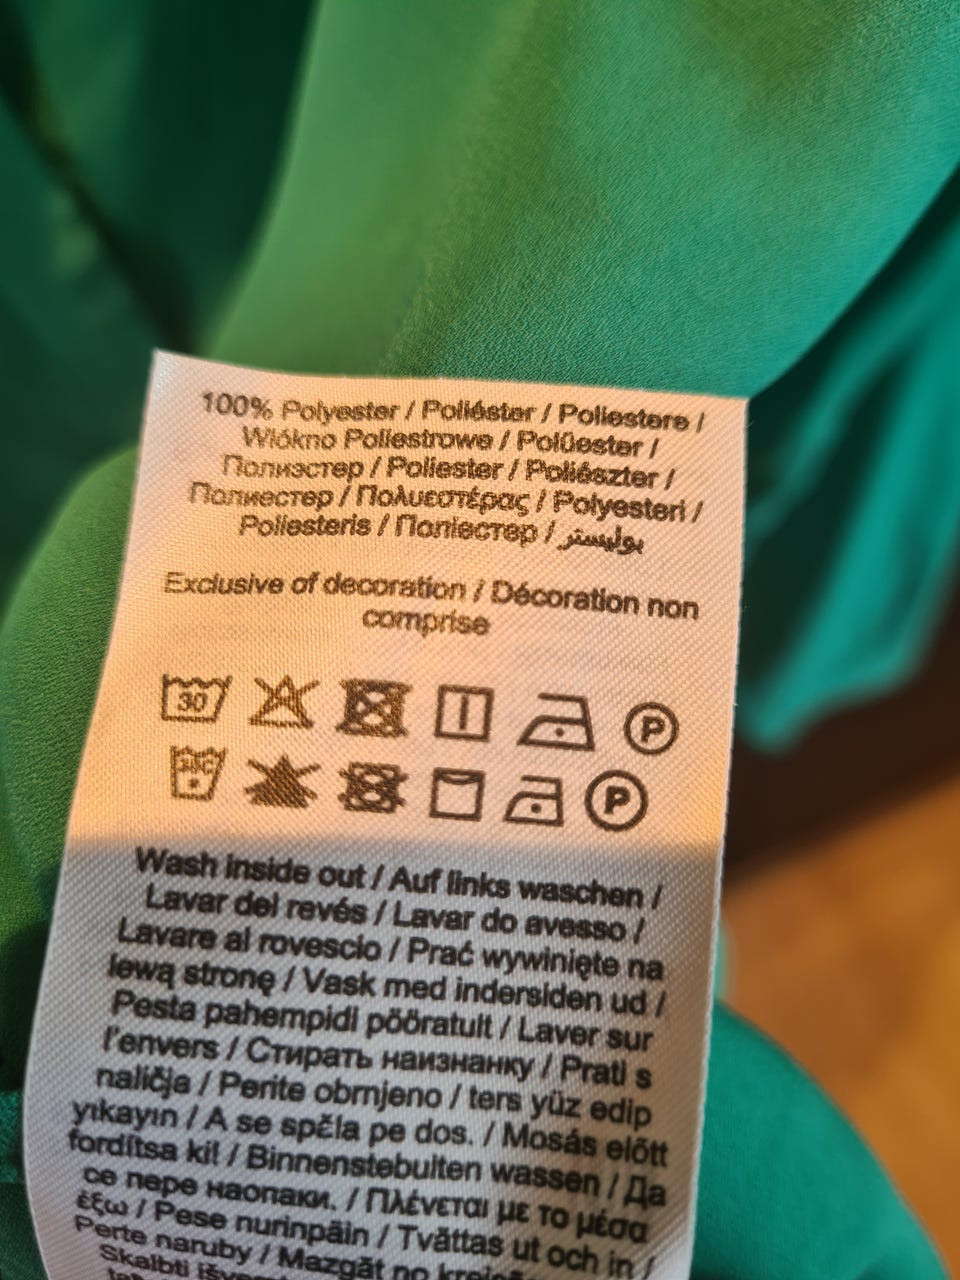 100% Polyester / Poliéster / Poliestere /
Włókno Poliestrowe / Polüester /
Полиэстер / Poliester / Poliészter /
Полиестер / Πολυεστέρας / Polyesteri /
Poliesteris / Поліестер / بوليستر
Exclusive of decoration / Décoration non
comprise
30
P
P
Wash inside out / Auf links waschen /
Lavar del revés / Lavar do avesso /
Lavare al rovescio / Prać wywinięte na
lewą stronę / Vask med indersiden ud /
Pesta pahempidi pööratult / Laver sur
l'envers / Стирать наизнанку / Prati s
naličja / Perite obrnjeno / ters yüz edip
yıkayın / A se spěla pe dos. / Mosás előtt
fordítsa ki! / Binnenstebuiten wassen / Да
се пере наопаки. / Πλένεται με το μέσα
έξω / Pese nurinpäin / Tvättas ut och in /
Perte naruby / Mazgāt no
Skalbti